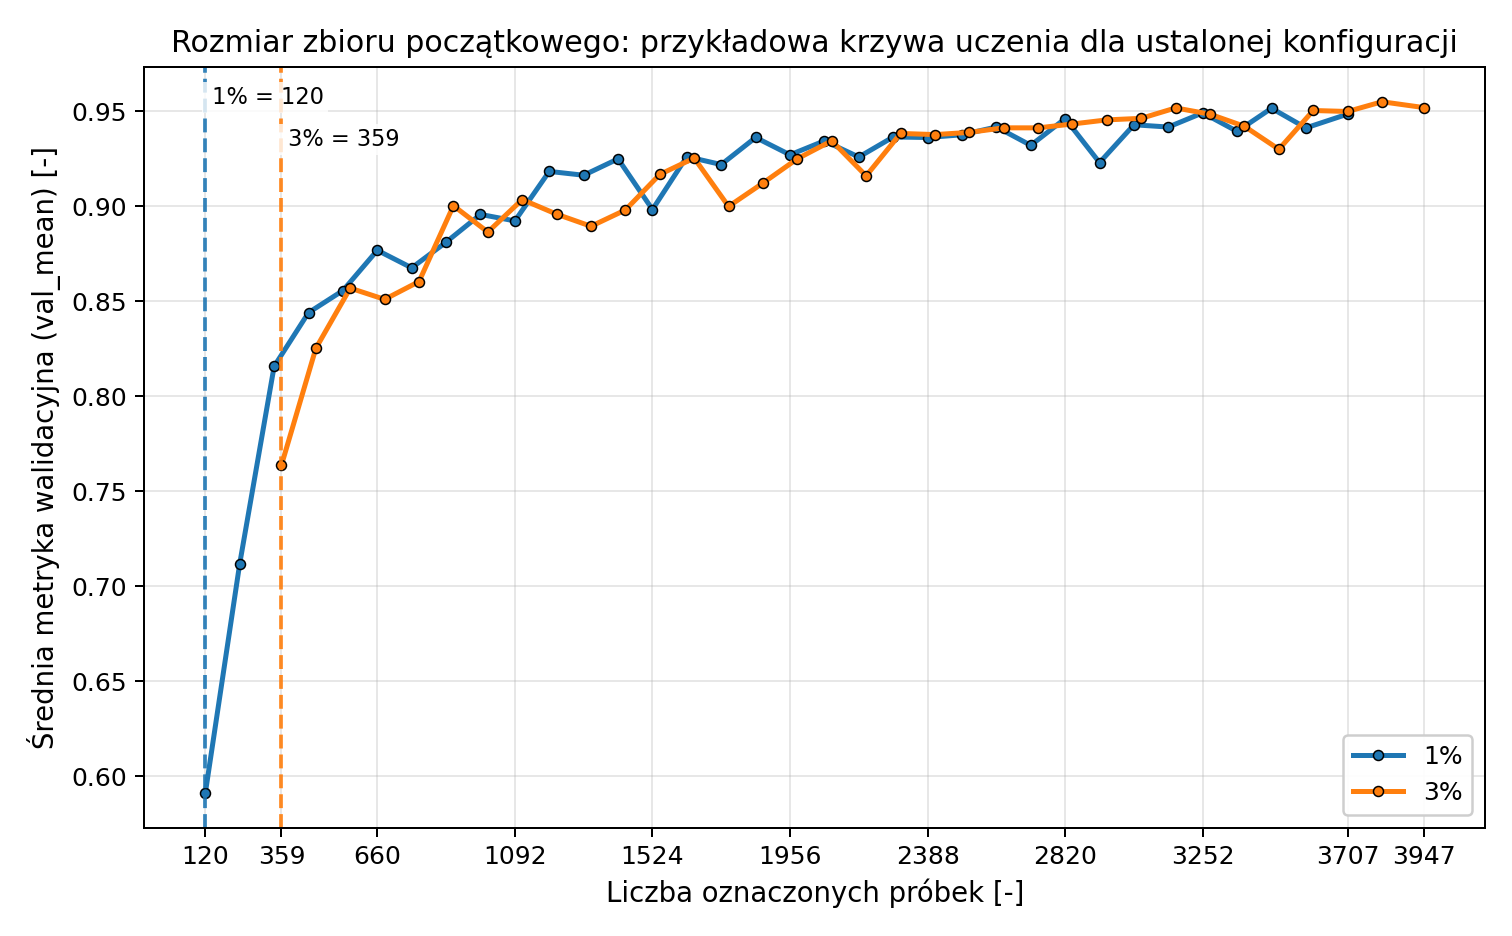 Rozmiar zbioru początkowego: przykładowa krzywa uczenia dla ustalonej konfiguracji
1% = 120
3% = 359
Średnia metryka walidacyjna (val_mean) [-]
0.95
0.90
0.85
0.80
0.75
0.70
0.65
0.60
1%
3%
120 359 660 1092 1524 1956 2388 2820 3252 3707 3947
Liczba oznaczonych próbek [-]